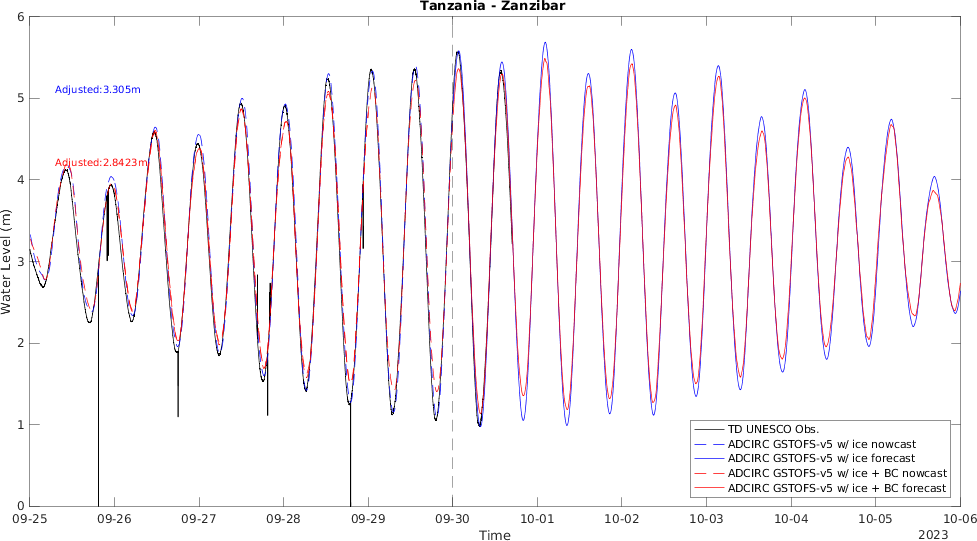 Tanzania - Zanzibar
6
5
4
3
2
1
0
Water Level (m)
Adjusted:3.305m
Adjusted:2.8423m
TD UNESCO Obs.
ADCIRC GSTOFS-v5 w/ ice nowcast
ADCIRC GSTOFS-v5 w/ ice forecast
ADCIRC GSTOFS-v5 w/ ice + BC nowcast
ADCIRC GSTOFS-v5 w/ ice + BC forecast
09-25 09-26 09-27 09-28 09-29 09-30 10-01 10-02 10-03 10-04 10-05 10-06
Time
2023